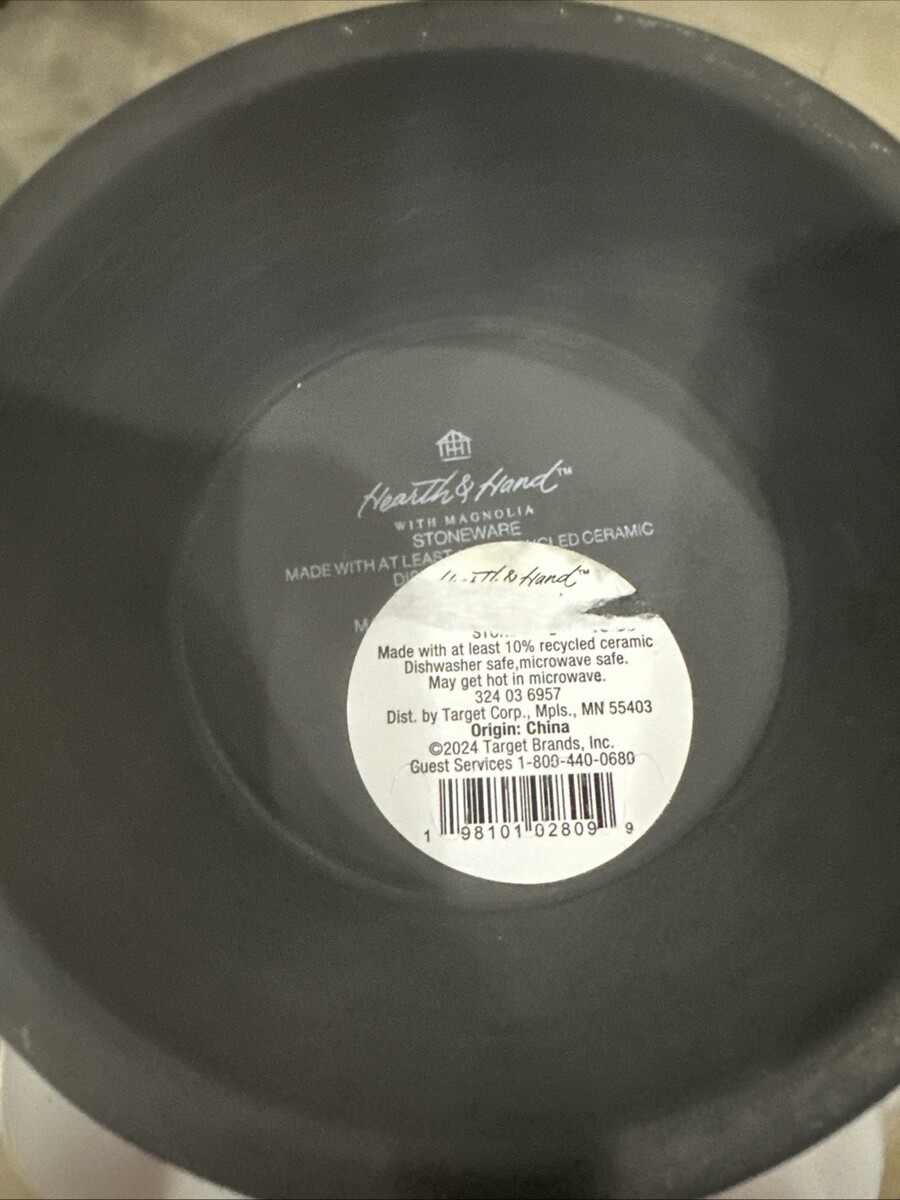 Hearth & Hand™
WITH MAGNOLIA
STONEWARE
MADE WITH AT LEAST CERAMIC
Hand™
Made with at least 10% recycled ceramic
Dishwasher safe,microwave safe.
May get hot in microwave.
324 03 6957
Dist. by Target Corp., Mpls., MN 55403
Origin: China
©2024 Target Brands, Inc.
Guest Services 1-800-440-0680
1 98101 02809 9